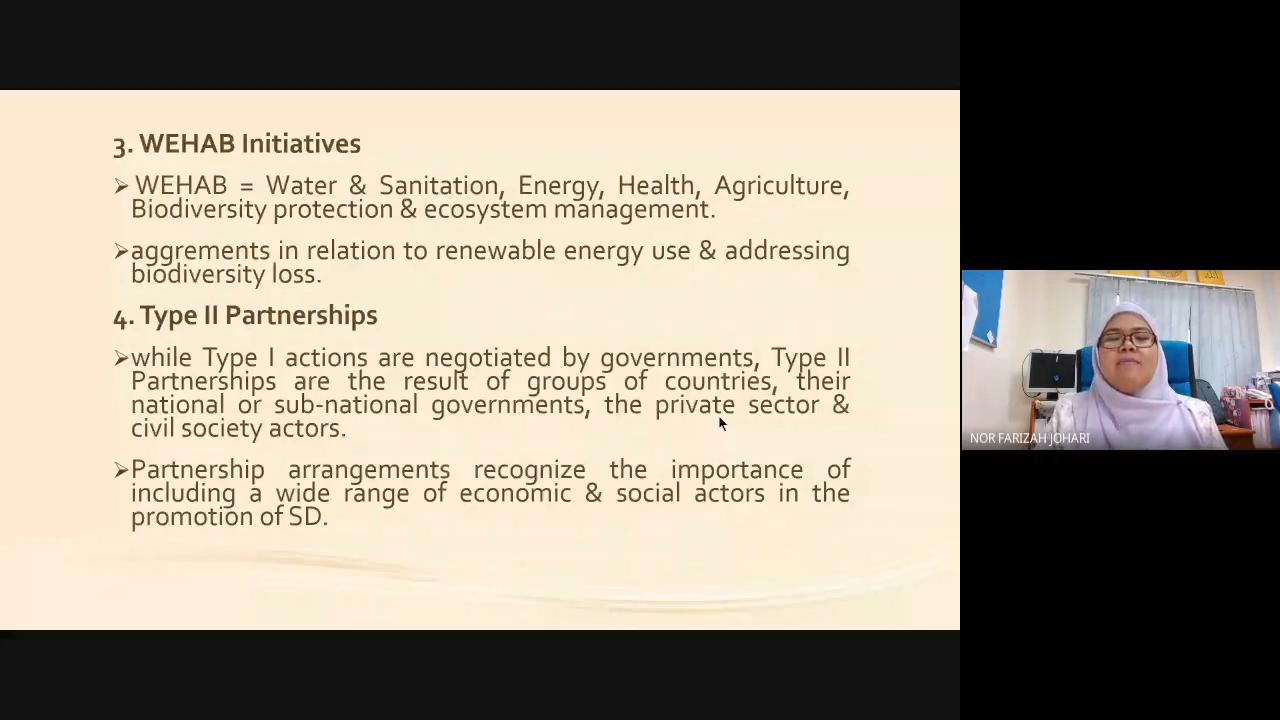 3. WEHAB Initiatives
➢ WEHAB = Water & Sanitation, Energy, Health, Agriculture,
Biodiversity protection & ecosystem management.
➢aggrements in relation to renewable energy use & addressing
biodiversity loss.
4. Type II Partnerships
➢while Type I actions are negotiated by governments, Type II
Partnerships are the result of groups of countries, their
national or sub-national governments, the private sector &
civil society actors.
➢Partnership arrangements recognize the importance of
including a wide range of economic & social actors in the
promotion of SD.
NOR FARIZAH JOHARI